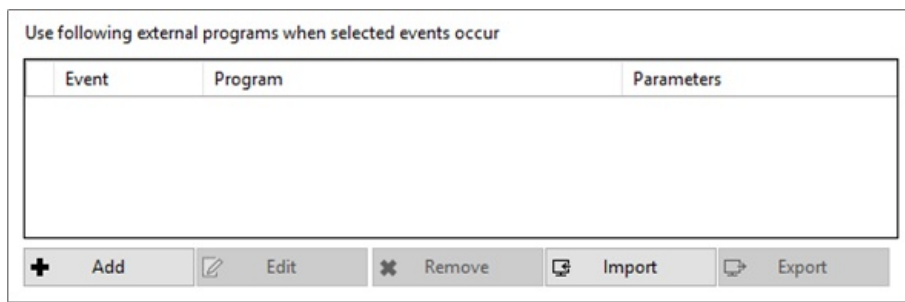 Use following external programs when selected events occur
Event Program Parameters
Add Edit Remove Import Export